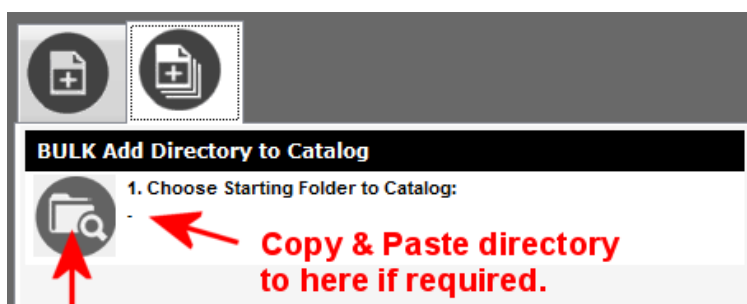 BULK Add Directory to Catalog
1. Choose Starting Folder to Catalog:
-
Copy & Paste directory
to here if required.